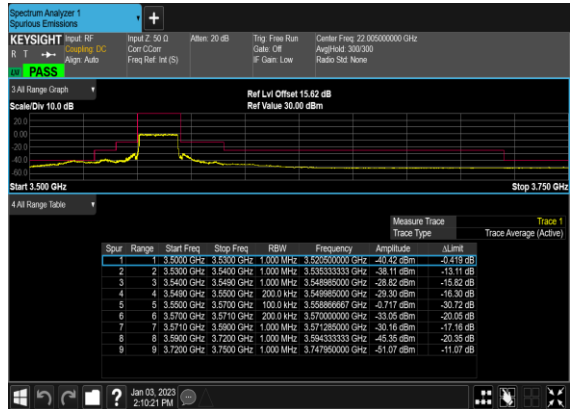 Spectrum Analyzer 1
Spurious Emissions
KEYSIGHT Input: RF Input Z: 50 Ω Atten: 20 dB Trig: Free Run Center Freq: 22.005000000 GHz
R T Coupling: DC Corr CCorr Gate: Off Avg|Hold: 300/300
Align: Auto Freq Ref: Int (S) IF Gain: Low Radio Std: None
PASS
3 All Range Graph
Ref Lvl Offset 15.62 dB
Scale/Div 10.0 dB Ref Value 30.00 dBm
20.0
0.00
-20.0
-40.0
-60.0
Start 3.500 GHz Stop 3.750 GHz
4 All Range Table
Measure Trace Trace 1
Trace Type Trace Average (Active)
Spur Range Start Freq Stop Freq RBW Frequency Amplitude ΔLimit
1 1 3.5000 GHz 3.5300 GHz 1.000 MHz 3.520500000 GHz -40.42 dBm -0.419 dB
2 2 3.5300 GHz 3.5400 GHz 1.000 MHz 3.535333333 GHz -38.11 dBm -13.11 dB
3 3 3.5400 GHz 3.5490 GHz 1.000 MHz 3.548985000 GHz -28.82 dBm -15.82 dB
4 4 3.5490 GHz 3.5500 GHz 200.0 kHz 3.549985000 GHz -29.30 dBm -16.30 dB
5 5 3.5500 GHz 3.5700 GHz 100.0 kHz 3.558866667 GHz -0.717 dBm -30.72 dB
6 6 3.5700 GHz 3.5710 GHz 200.0 kHz 3.570000000 GHz -33.05 dBm -20.05 dB
7 7 3.5710 GHz 3.5900 GHz 1.000 MHz 3.571285000 GHz -30.16 dBm -17.16 dB
8 8 3.5900 GHz 3.7200 GHz 1.000 MHz 3.594333333 GHz -45.35 dBm -20.35 dB
9 9 3.7200 GHz 3.7500 GHz 1.000 MHz 3.747950000 GHz -51.07 dBm -11.07 dB
Jan 03, 2023
2:10:21 PM